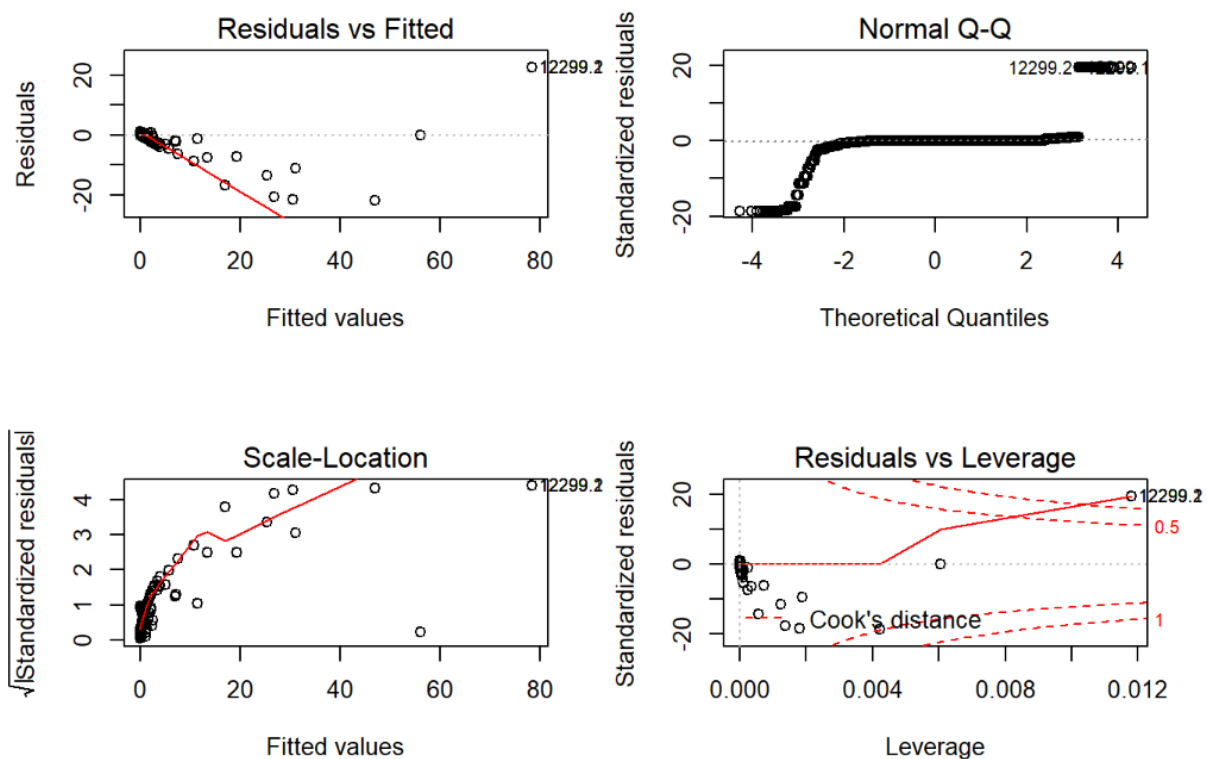 Residuals vs Fitted
Residuals
20
0
-20
12299.2
0 20 40 60 80
Fitted values
Normal Q-Q
Standardized residuals
20
0
-20
12299.2
-4 -2 0 2 4
Theoretical Quantiles
Scale-Location
√|Standardized residuals|
4
3
2
1
0
0 20 40 60 80
Fitted values
Residuals vs Leverage
Standardized residuals
20
0
-20
12299.2
0.5
1
Cook's distance
0.000 0.004 0.008 0.012
Leverage